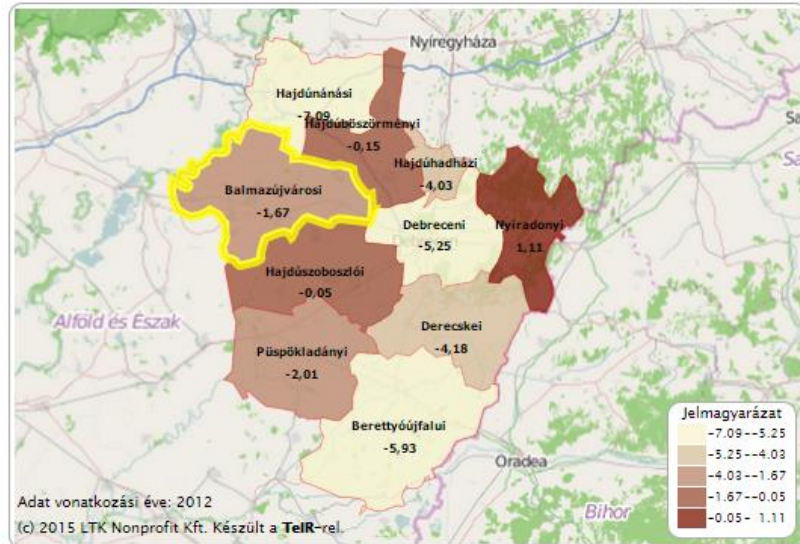 Nyíregyháza
Hajdúnánási
-7,09
Hajdúböszörményi
-0,15
Hajdúhadházi
-4,03
Balmazújvárosi
-1,67
Debreceni
-5,25
Nyíradonyi
1,11
Hajdúszoboszlói
-0,05
Alföld és Észak
Derecskei
-4,18
Püspökladányi
-2,01
Berettyóújfalui
-5,93
Oradea
Bihor
Jelmagyarázat
-7.09--5.25
-5.25--4.03
-4.03--1.67
-1.67--0.05
-0.05- 1.11
Adat vonatkozási éve: 2012
(c) 2015 LTK Nonprofit Kft. Készült a TeIR-rel.